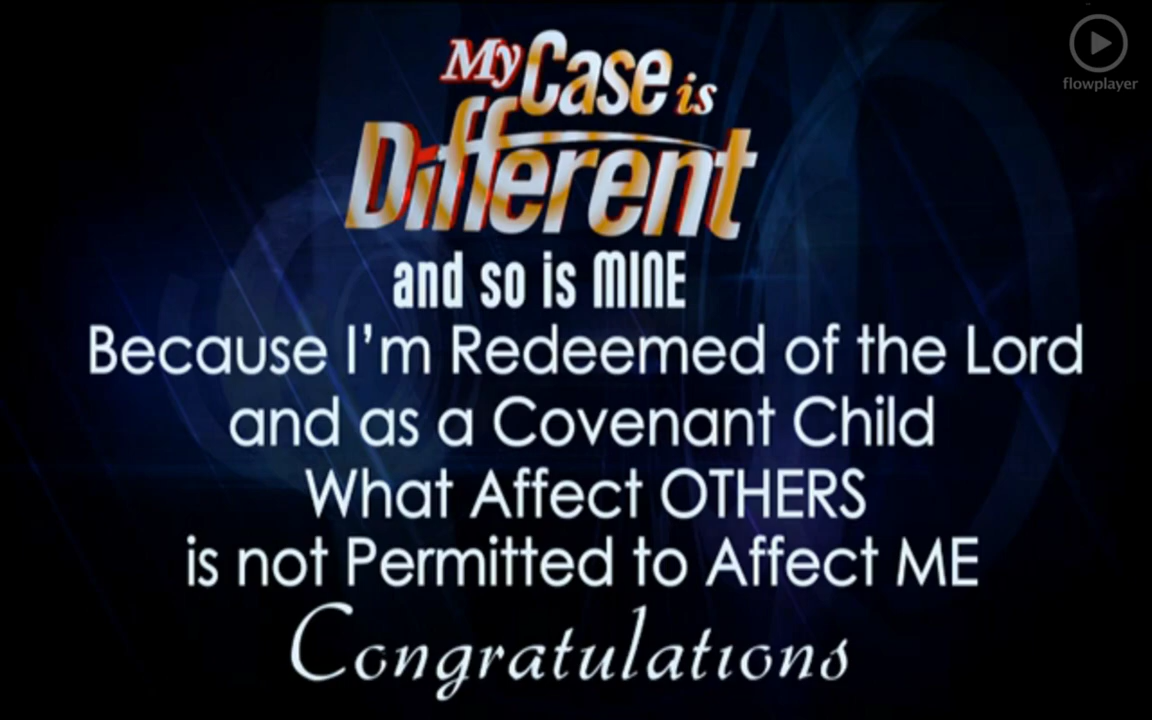 flowplayer
My Case is
Different
and so is MINE
Because I'm Redeemed of the Lord
and as a Covenant Child
What Affect OTHERS
is not Permitted to Affect ME
Congratulations